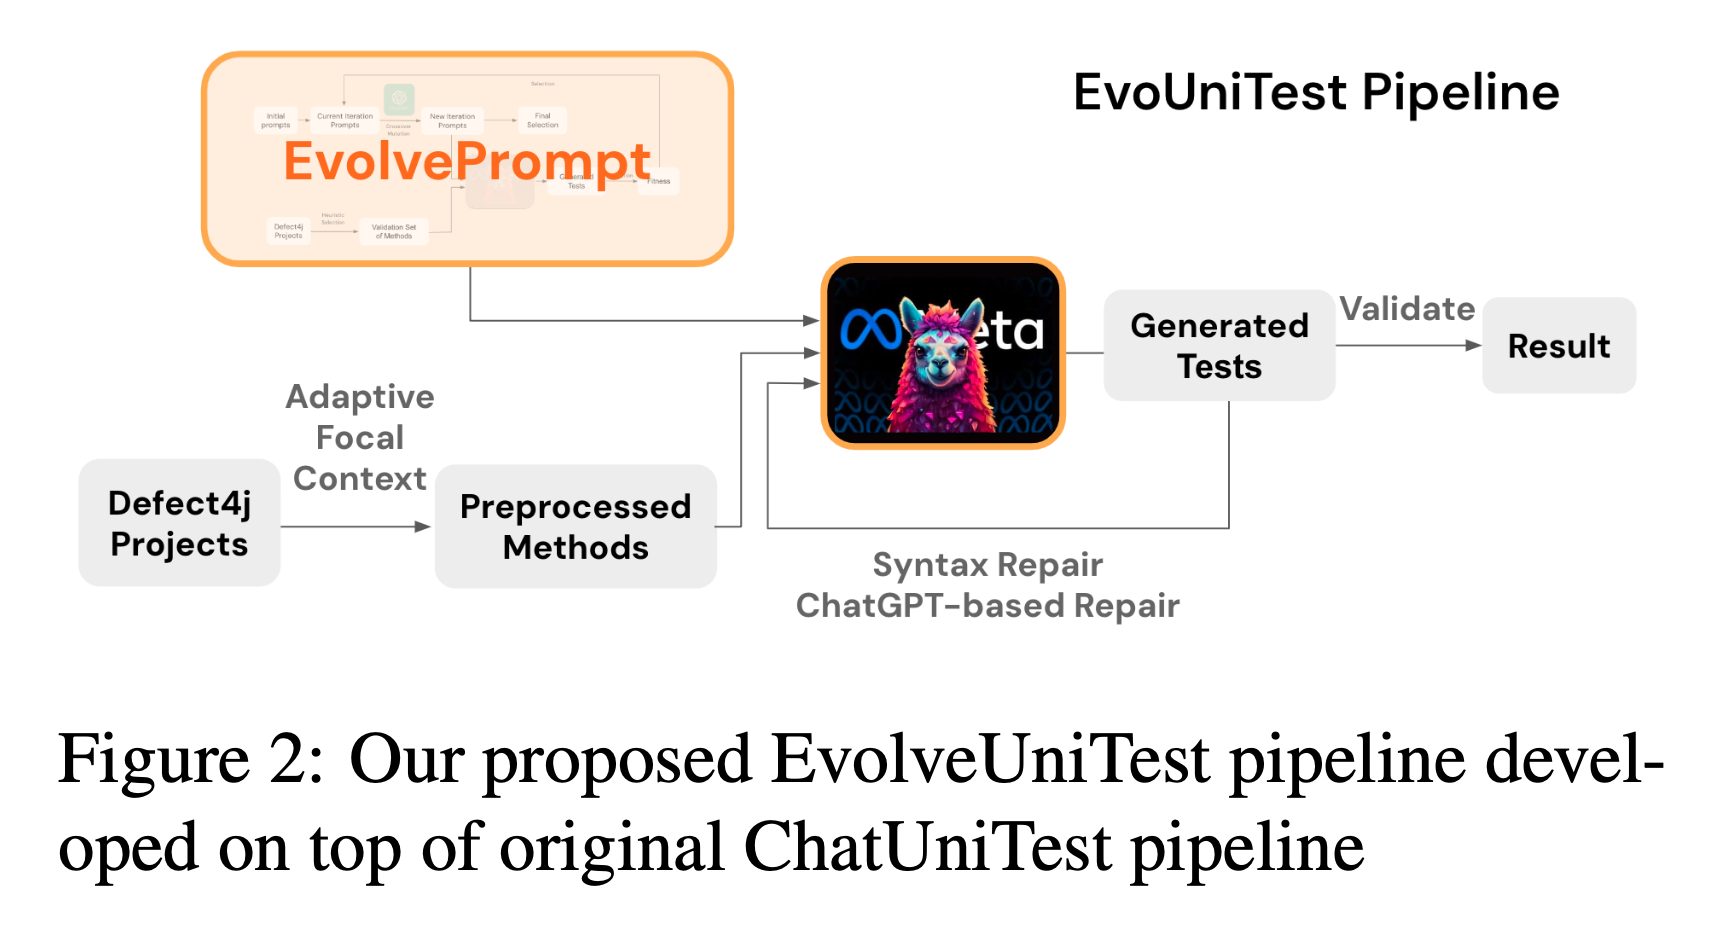 EvoUniTest Pipeline
Selection
Initial
prompts
Current Iteration
Prompts
Crossover
Mutation
New Iteration
Prompts
Final
Selection
EvolvePrompt
Generated
Tests
Fitness
Defect4j
Projects
Heuristic
Selection
Validation Set
of Methods
Adaptive
Focal
Context
Defect4j
Projects
Preprocessed
Methods
Generated
Tests
Validate
Result
Syntax Repair
ChatGPT-based Repair
Figure 2: Our proposed EvolveUniTest pipeline devel-
oped on top of original ChatUniTest pipeline